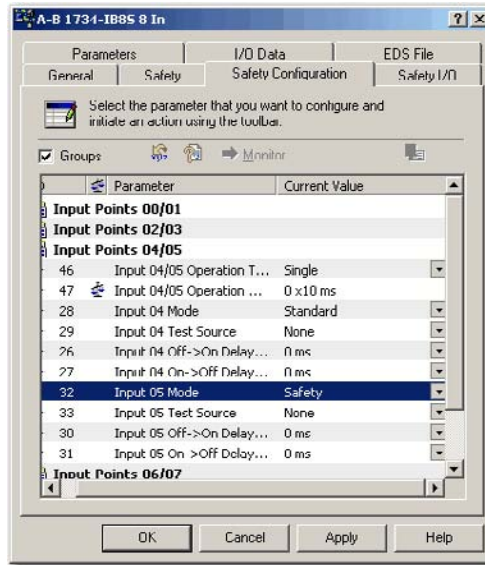 A-B 1734-IB8S 8 In
Parameters I/O Data EDS File
General Safety Safety Configuration Safety I/O
Select the parameter that you want to configure and
initiate an action using the toolbar.
Groups Monitor
Parameter Current Value
Input Points 00/01
Input Points 02/03
Input Points 04/05
46 Input 04/05 Operation T... Single
47 Input 04/05 Operation ... 0 x10 ms
28 Input 04 Mode Standard
29 Input 04 Test Source None
26 Input 04 Off->On Delay... 0 ms
27 Input 04 On->Off Delay... 0 ms
32 Input 05 Mode Safety
33 Input 05 Test Source None
30 Input 05 Off->On Delay... 0 ms
31 Input 05 On->Off Delay... 0 ms
Input Points 06/07
OK Cancel Apply Help